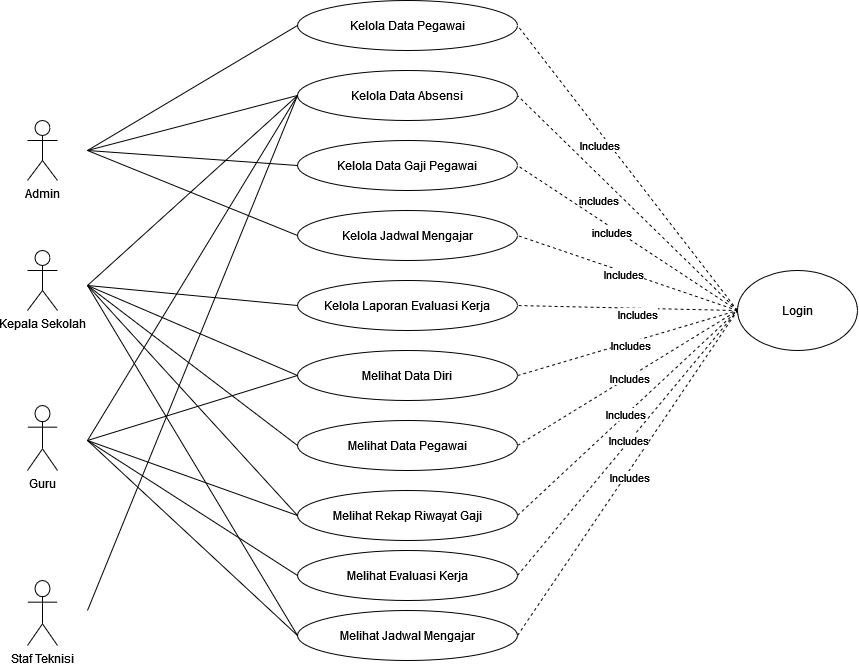 Kelola Data Pegawai
Kelola Data Absensi
Includes
Admin
Kelola Data Gaji Pegawai
includes
Kelola Jadwal Mengajar
includes
Includes
Kepala Sekolah
Kelola Laporan Evaluasi Kerja
Includes
Login
Includes
Melihat Data Diri
Includes
Guru
Melihat Data Pegawai
Includes
Includes
Melihat Rekap Riwayat Gaji
Includes
Melihat Evaluasi Kerja
Melihat Jadwal Mengajar
Staf Teknisi